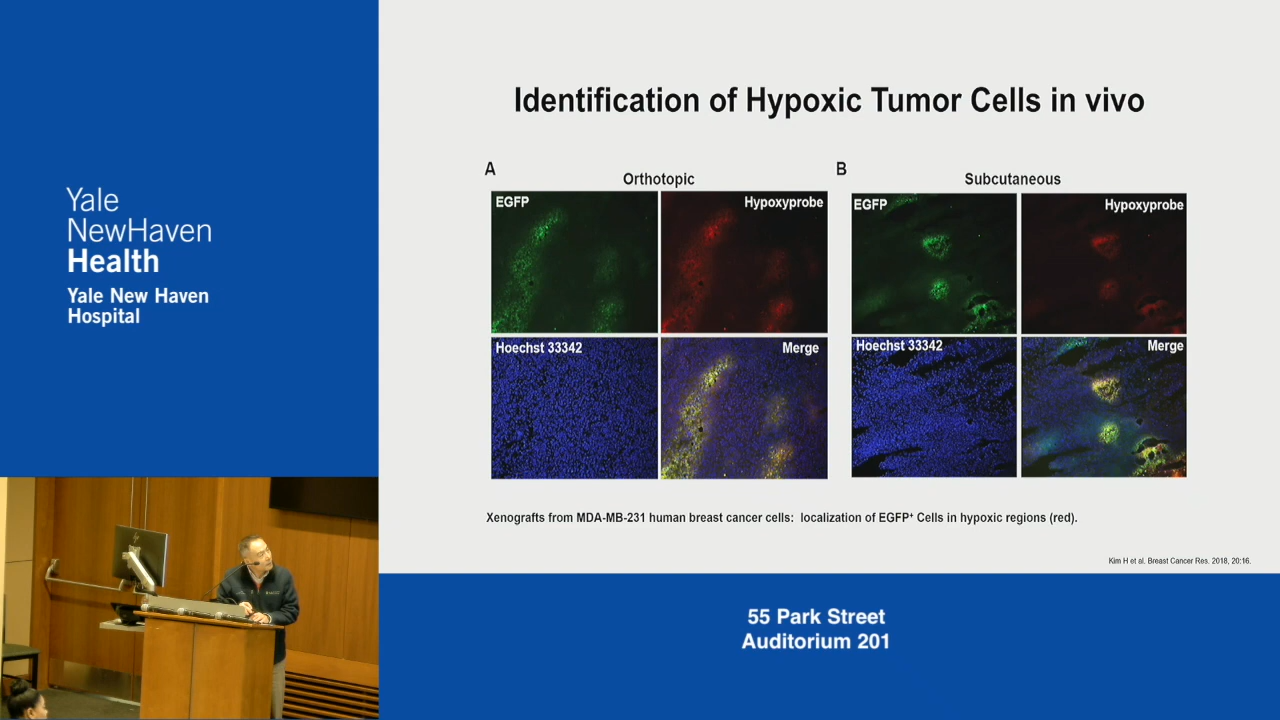 Yale
NewHaven
Health
Yale New Haven
Hospital
Identification of Hypoxic Tumor Cells in vivo
A
Orthotopic
EGFP
Hypoxyprobe
Hoechst 33342
Merge
B
Subcutaneous
EGFP
Hypoxyprobe
Hoechst 33342
Merge
Xenografts from MDA-MB-231 human breast cancer cells: localization of EGFP⁺ Cells in hypoxic regions (red).
Kim H et al. Breast Cancer Res. 2018, 20:16.
55 Park Street
Auditorium 201